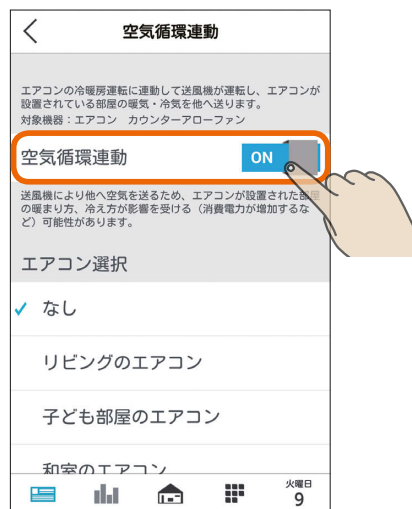 空気循環連動
エアコンの冷暖房運転に連動して送風機が運転し、エアコンが
設置されている部屋の暖気・冷気を他へ送ります。
対象機器：エアコン　カウンターアローファン
空気循環連動
ON
送風機により他へ空気を送るため、エアコンが設置された部屋
の暖まり方、冷え方が影響を受ける（消費電力が増加するな
ど）可能性があります。
エアコン選択
なし
リビングのエアコン
子ども部屋のエアコン
和室のエアコン
火曜日
9